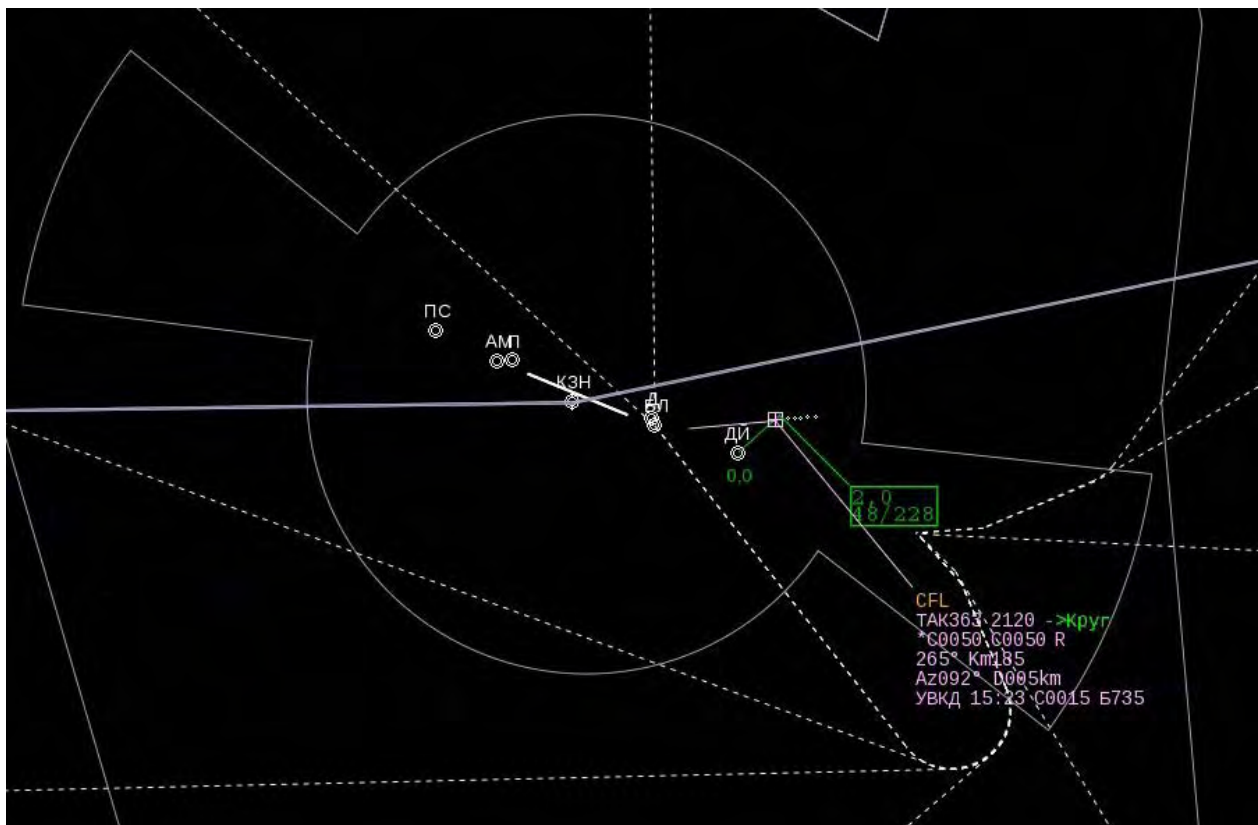 ПС
АМП
КЗН
Д
БЛ
ДЙ
0,0
2,0
48/228
CFL
ТАК363 2120 ->Круг
*C0050 C0050 R
265° Km185
Az092° D005km
УВКД 15:23 C0015 Б735